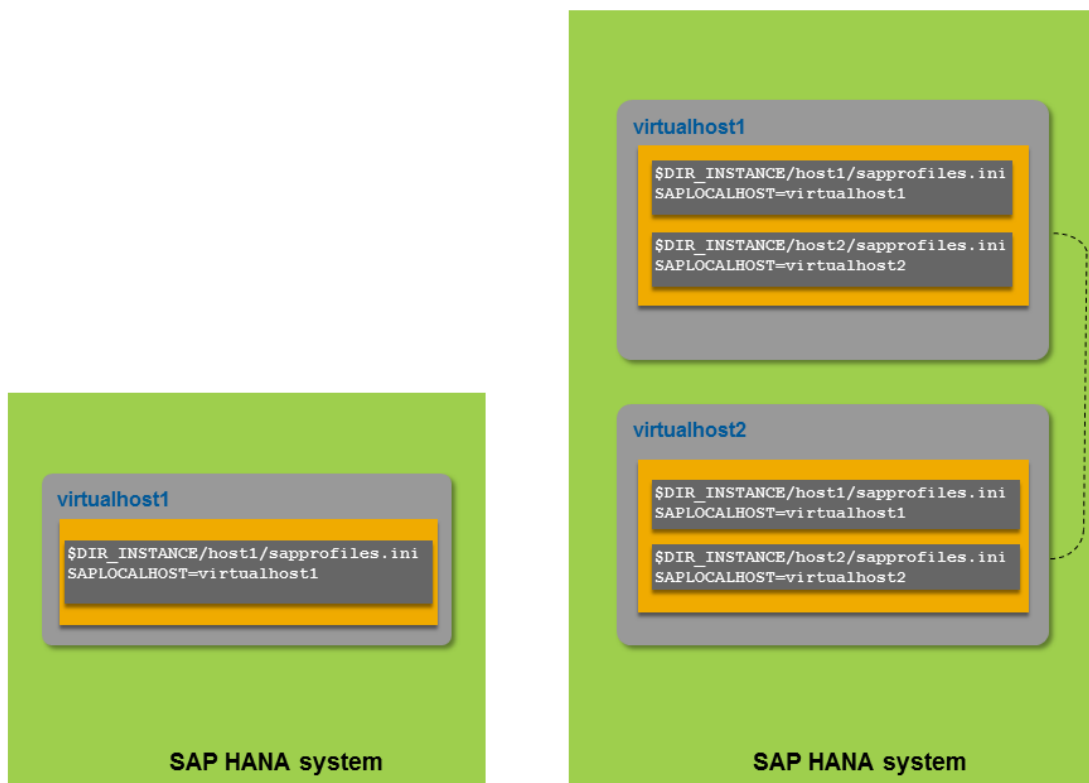 virtualhost1
$DIR_INSTANCE/host1/sapprofiles.ini
SAPLOCALHOST=virtualhost1
SAP HANA system
virtualhost1
$DIR_INSTANCE/host1/sapprofiles.ini
SAPLOCALHOST=virtualhost1
$DIR_INSTANCE/host2/sapprofiles.ini
SAPLOCALHOST=virtualhost2
virtualhost2
$DIR_INSTANCE/host1/sapprofiles.ini
SAPLOCALHOST=virtualhost1
$DIR_INSTANCE/host2/sapprofiles.ini
SAPLOCALHOST=virtualhost2
SAP HANA system